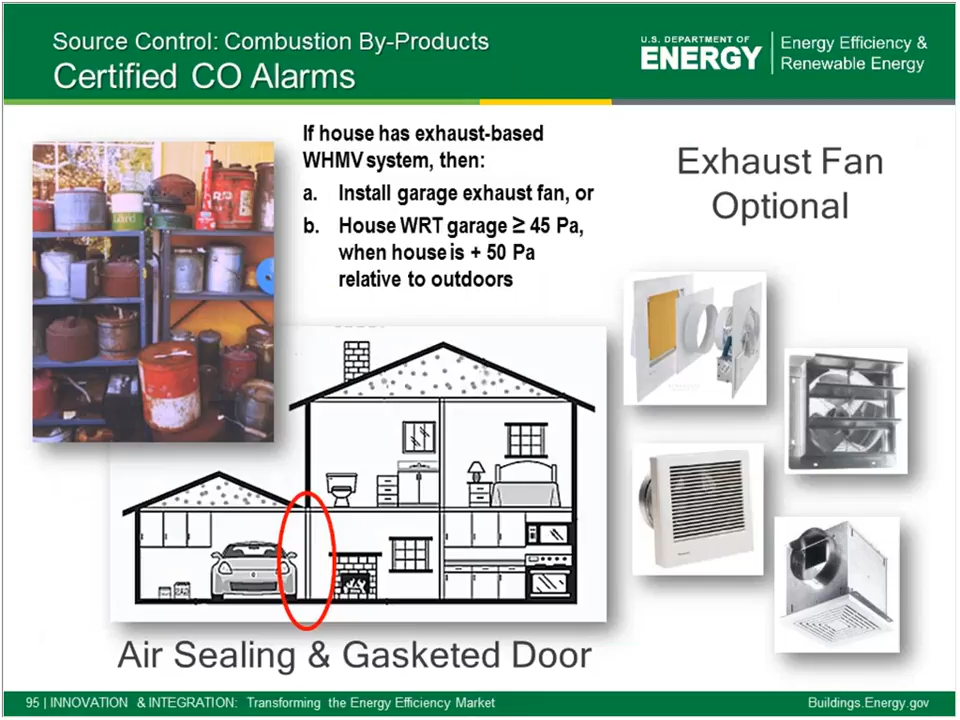 Source Control: Combustion By-Products
Certified CO Alarms
U.S. DEPARTMENT OF
ENERGY
Energy Efficiency &
Renewable Energy
If house has exhaust-based
WHMV system, then:
a. Install garage exhaust fan, or
b. House WRT garage ≥ 45 Pa,
when house is + 50 Pa
relative to outdoors
Exhaust Fan
Optional
Lard
Air Sealing & Gasketed Door
95 | INNOVATION & INTEGRATION: Transforming the Energy Efficiency Market
Buildings.Energy.gov